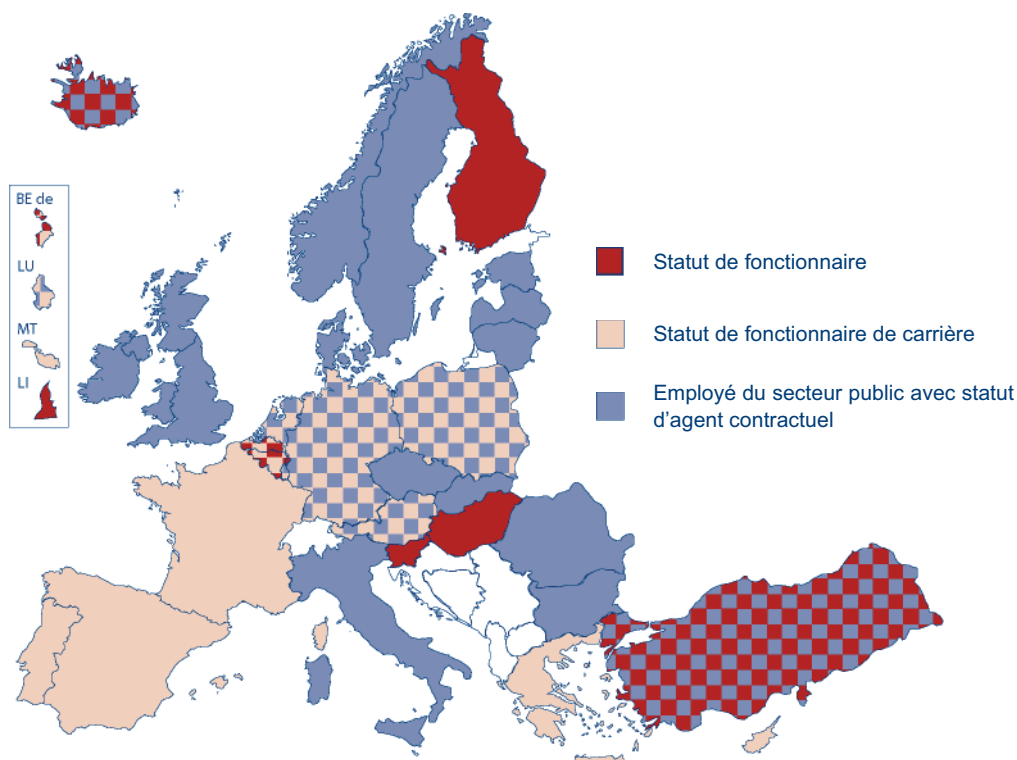 BE de
LU
MT
LI
Statut de fonctionnaire
Statut de fonctionnaire de carrière
Employé du secteur public avec statut
d’agent contractuel